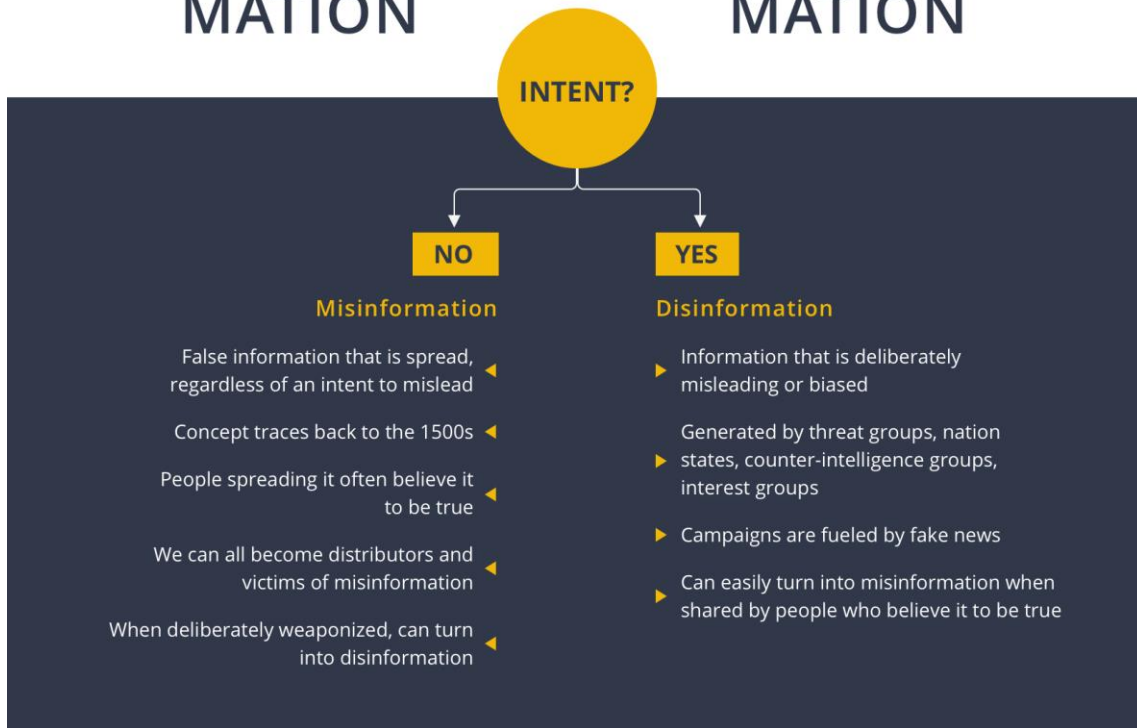 MATION
MATION
INTENT?
NO
Misinformation
False information that is spread,
regardless of an intent to mislead
Concept traces back to the 1500s
People spreading it often believe it
to be true
We can all become distributors and
victims of misinformation
When deliberately weaponized, can turn
into disinformation
YES
Disinformation
Information that is deliberately
misleading or biased
Generated by threat groups, nation
states, counter-intelligence groups,
interest groups
Campaigns are fueled by fake news
Can easily turn into misinformation when
shared by people who believe it to be true